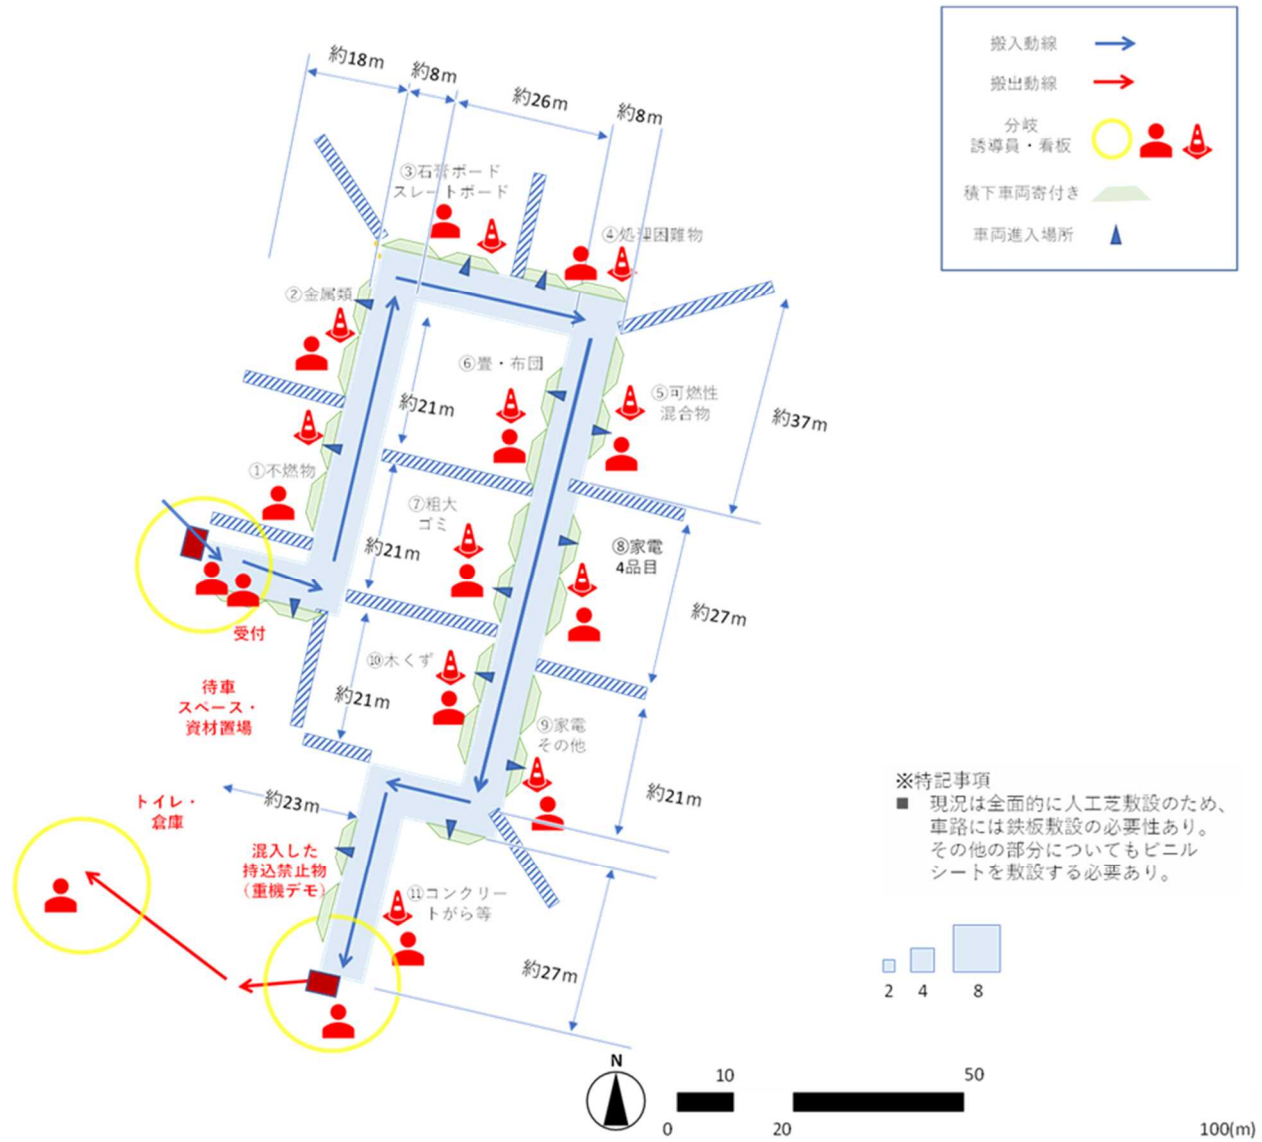 約18m
約8m
約26m
約8m
搬入動線
搬出動線
分岐
誘導員・看板
積下車両寄付き
車両進入場所
③石膏ボード
スレートボード
④処理困難物
②金属類
⑥畳・布団
⑤可燃性
混合物
約21m
約37m
①不燃物
⑦粗大
ゴミ
約21m
⑧家電
4品目
約27m
受付
⑩木くず
待車
スペース・
資材置場
約21m
⑨家電
その他
約21m
約23m
トイレ・
倉庫
混入した
持込禁止物
(重機デモ)
⑪コンクリー
トがら等
約27m
※特記事項
■ 現況は全面的に人工芝敷設のため、
車路には鉄板敷設の必要性あり。
その他の部分についてもビニル
シートを敷設する必要あり。
2 4 8
N
10 50
0 20 100(m)